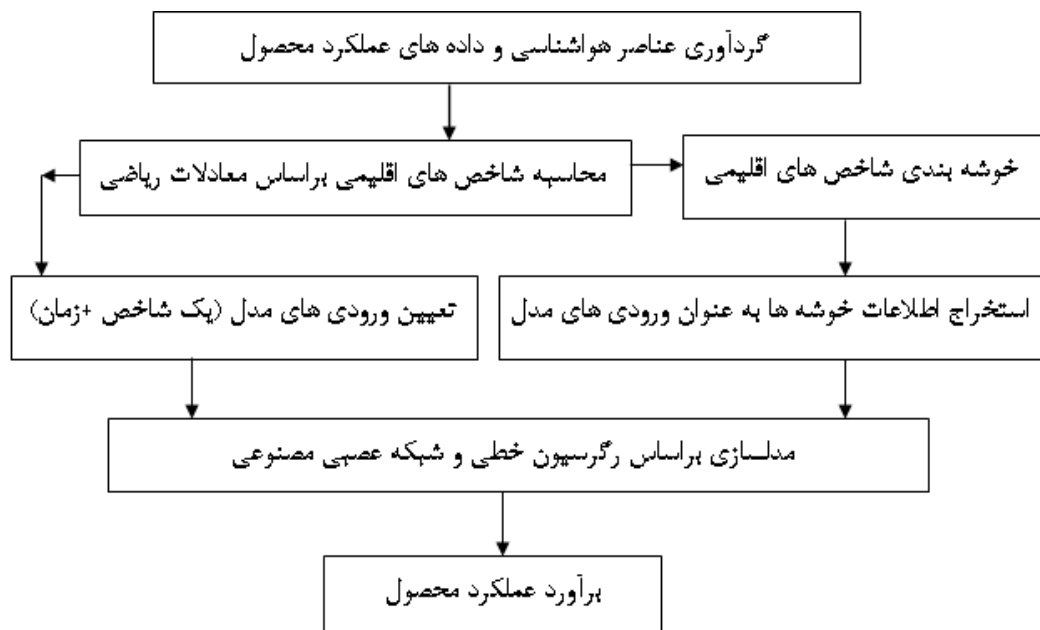 گردآوری عناصر هواشناسی و داده های عملکرد محصول
محاسبه شاخص های اقلیمی براساس معادلات ریاضی
خوشه بندی شاخص های اقلیمی
تعیین ورودی های مدل (یک شاخص +زمان)
استخراج اطلاعات خوشه ها به عنوان ورودی های مدل
مدلسازی براساس رگرسیون خطی و شبکه عصبی مصنوعی
برآورد عملکرد محصول